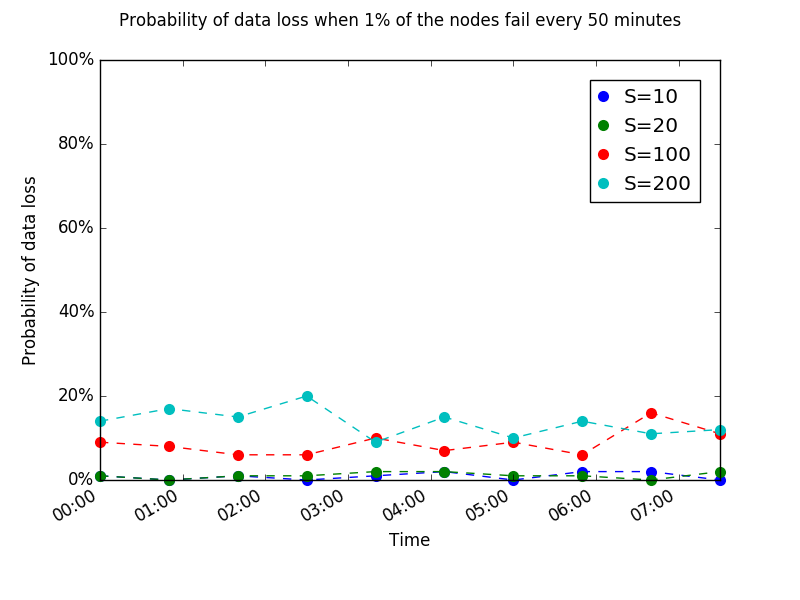 Probability of data loss when 1% of the nodes fail every 50 minutes
100%
80%
60%
40%
20%
0%
Probability of data loss
S=10
S=20
S=100
S=200
00:00
01:00
02:00
03:00
04:00
05:00
06:00
07:00
Time